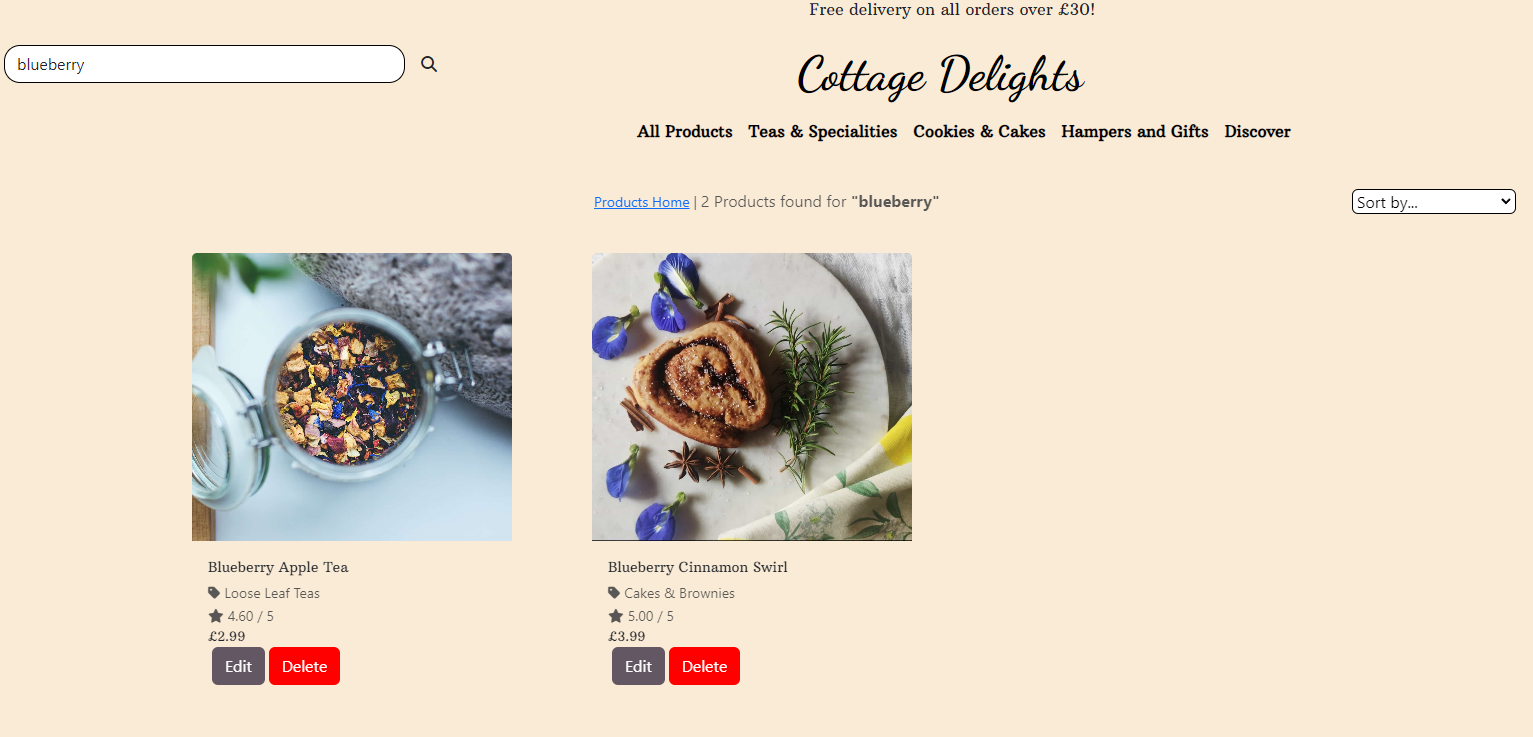 Free delivery on all orders over £30!
blueberry
Cottage Delights
All Products Teas & Specialities Cookies & Cakes Hampers and Gifts Discover
Products Home | 2 Products found for "blueberry"
Sort by...
Blueberry Apple Tea
Loose Leaf Teas
4.60 / 5
£2.99
Edit Delete
Blueberry Cinnamon Swirl
Cakes & Brownies
5.00 / 5
£3.99
Edit Delete